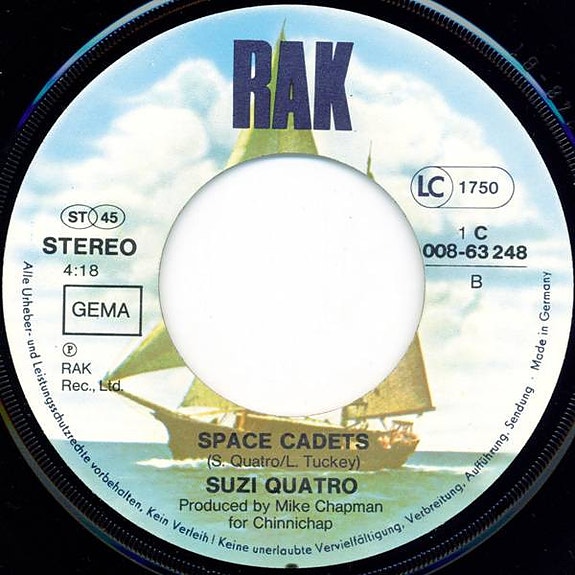 RAK
LC 1750
ST 45
STEREO
4:18
GEMA
℗
RAK
Rec., Ltd.
1 C
008-63 248
B
SPACE CADETS
(S. Quatro/L. Tuckey)
SUZI QUATRO
Produced by Mike Chapman
for Chinnichap
Alle Urheber- und Leistungsschutzrechte vorbehalten. Kein Verleih! Keine unerlaubte Vervielfältigung, Verbreitung, Aufführung, Sendung · Made in Germany